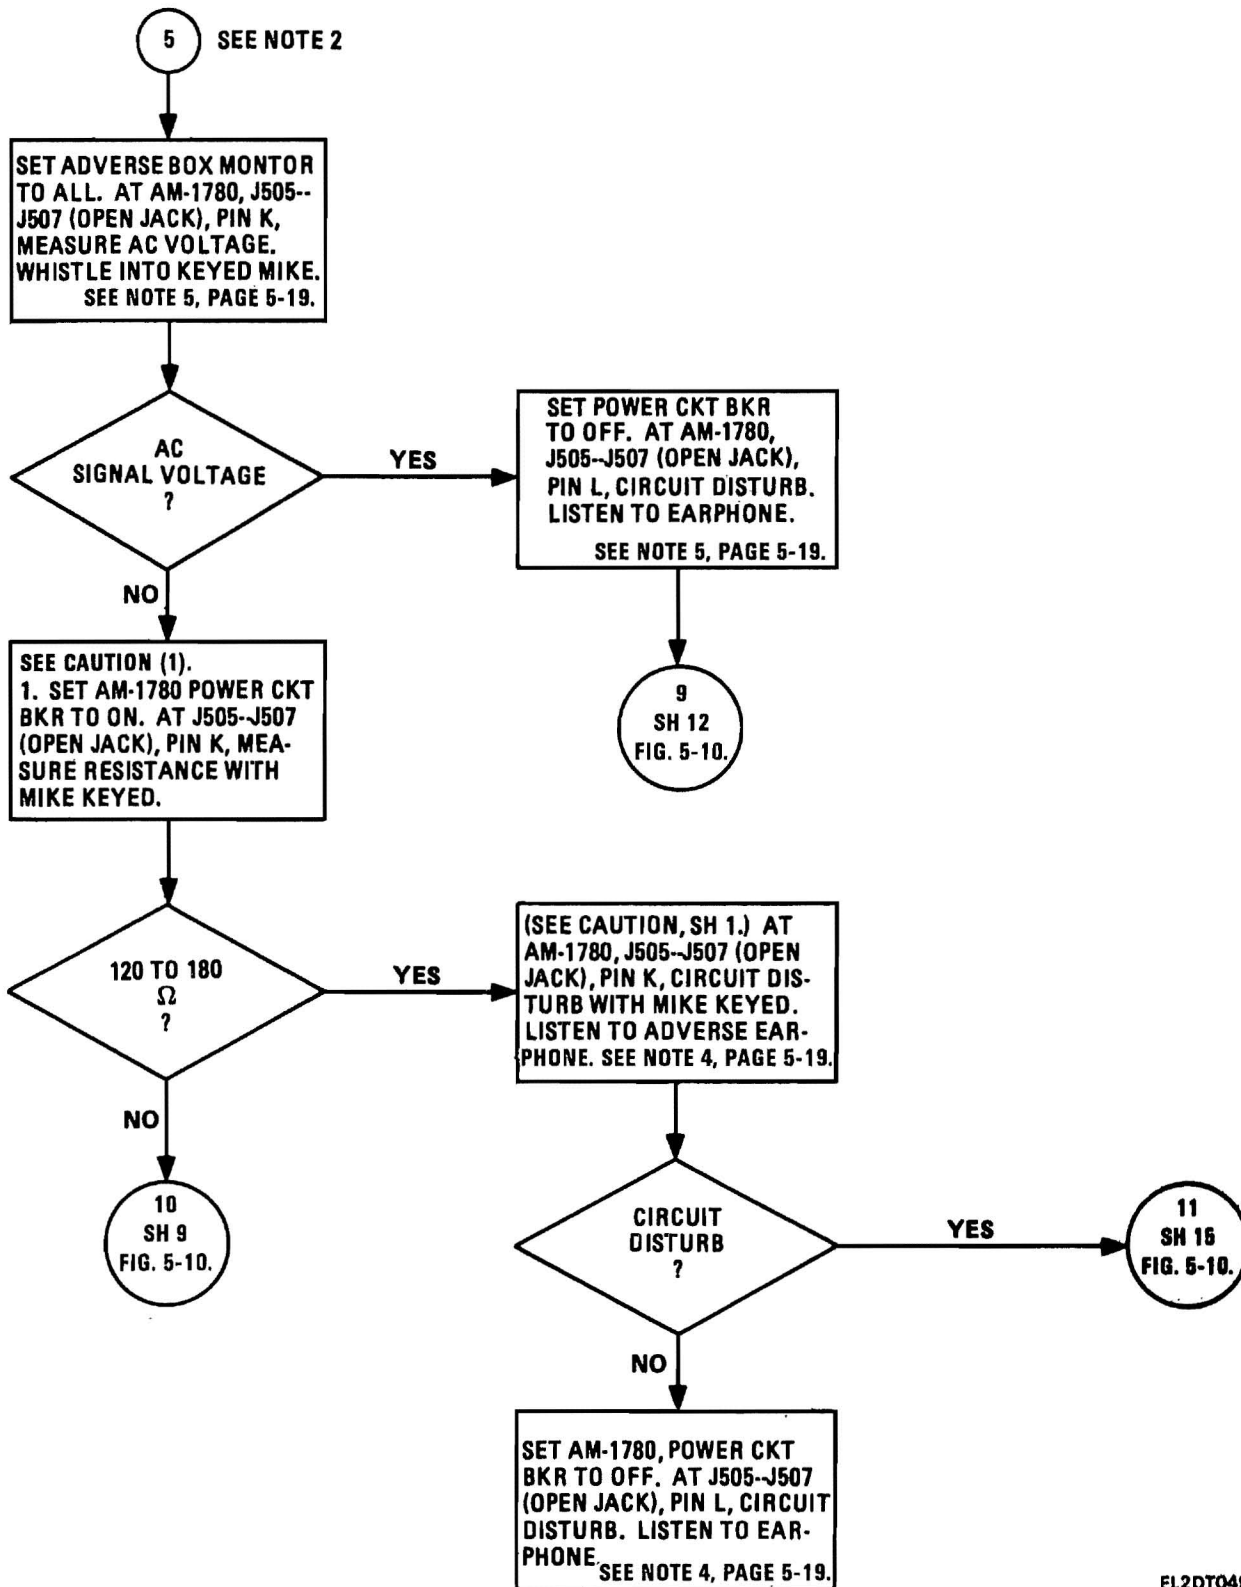 5 SEE NOTE 2
SET ADVERSE BOX MONTOR
TO ALL. AT AM-1780, J505--
J507 (OPEN JACK), PIN K,
MEASURE AC VOLTAGE.
WHISTLE INTO KEYED MIKE.
SEE NOTE 5, PAGE 5-19.
AC
SIGNAL VOLTAGE
?
YES
SET POWER CKT BKR
TO OFF. AT AM-1780,
J505--J507 (OPEN JACK),
PIN L, CIRCUIT DISTURB.
LISTEN TO EARPHONE.
SEE NOTE 5, PAGE 5-19.
NO
9
SH 12
FIG. 5-10.
SEE CAUTION (1).
1. SET AM-1780 POWER CKT
BKR TO ON. AT J505--J507
(OPEN JACK), PIN K, MEA-
SURE RESISTANCE WITH
MIKE KEYED.
120 TO 180
Ω
?
YES
(SEE CAUTION, SH 1.) AT
AM-1780, J505--J507 (OPEN
JACK), PIN K, CIRCUIT DIS-
TURB WITH MIKE KEYED.
LISTEN TO ADVERSE EAR-
PHONE. SEE NOTE 4, PAGE 5-19.
NO
10
SH 9
FIG. 5-10.
CIRCUIT
DISTURB
?
YES
11
SH 15
FIG. 5-10.
NO
SET AM-1780, POWER CKT
BKR TO OFF. AT J505--J507
(OPEN JACK), PIN L, CIRCUIT
DISTURB. LISTEN TO EAR-
PHONE. SEE NOTE 4, PAGE 5-19.